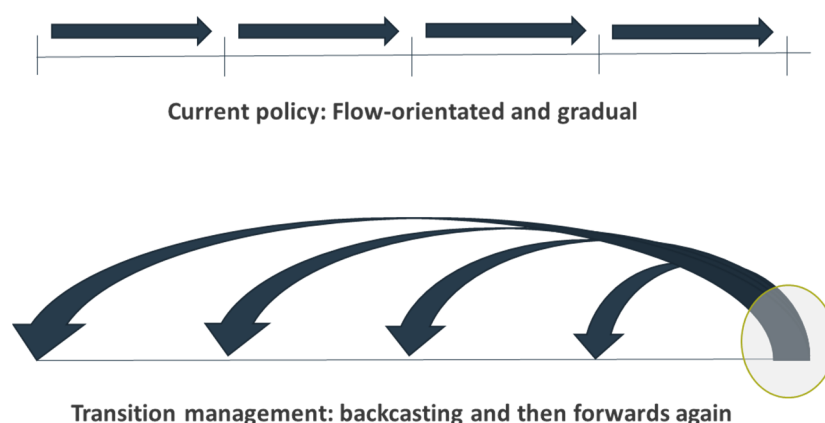 Current policy: Flow-orientated and gradual
Transition management: backcasting and then forwards again